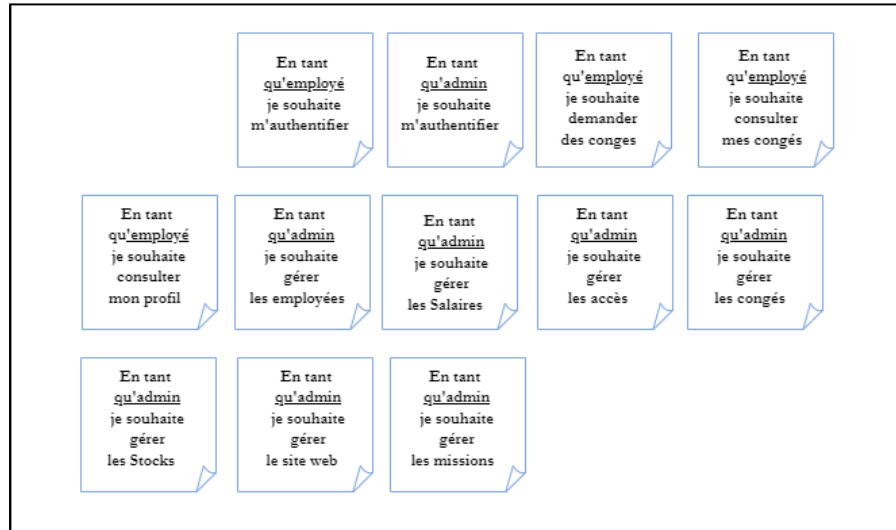 En tant
qu'employé
je souhaite
m'authentifier
En tant
qu'admin
je souhaite
m'authentifier
En tant
qu'employé
je souhaite
demander
des conges
En tant
qu'employé
je souhaite
consulter
mes congés
En tant
qu'employé
je souhaite
consulter
mon profil
En tant
qu'admin
je souhaite
gérer
les employées
En tant
qu'admin
je souhaite
gérer
les Salaires
En tant
qu'admin
je souhaite
gérer
les accès
En tant
qu'admin
je souhaite
gérer
les congés
En tant
qu'admin
je souhaite
gérer
les Stocks
En tant
qu'admin
je souhaite
gérer
le site web
En tant
qu'admin
je souhaite
gérer
les missions